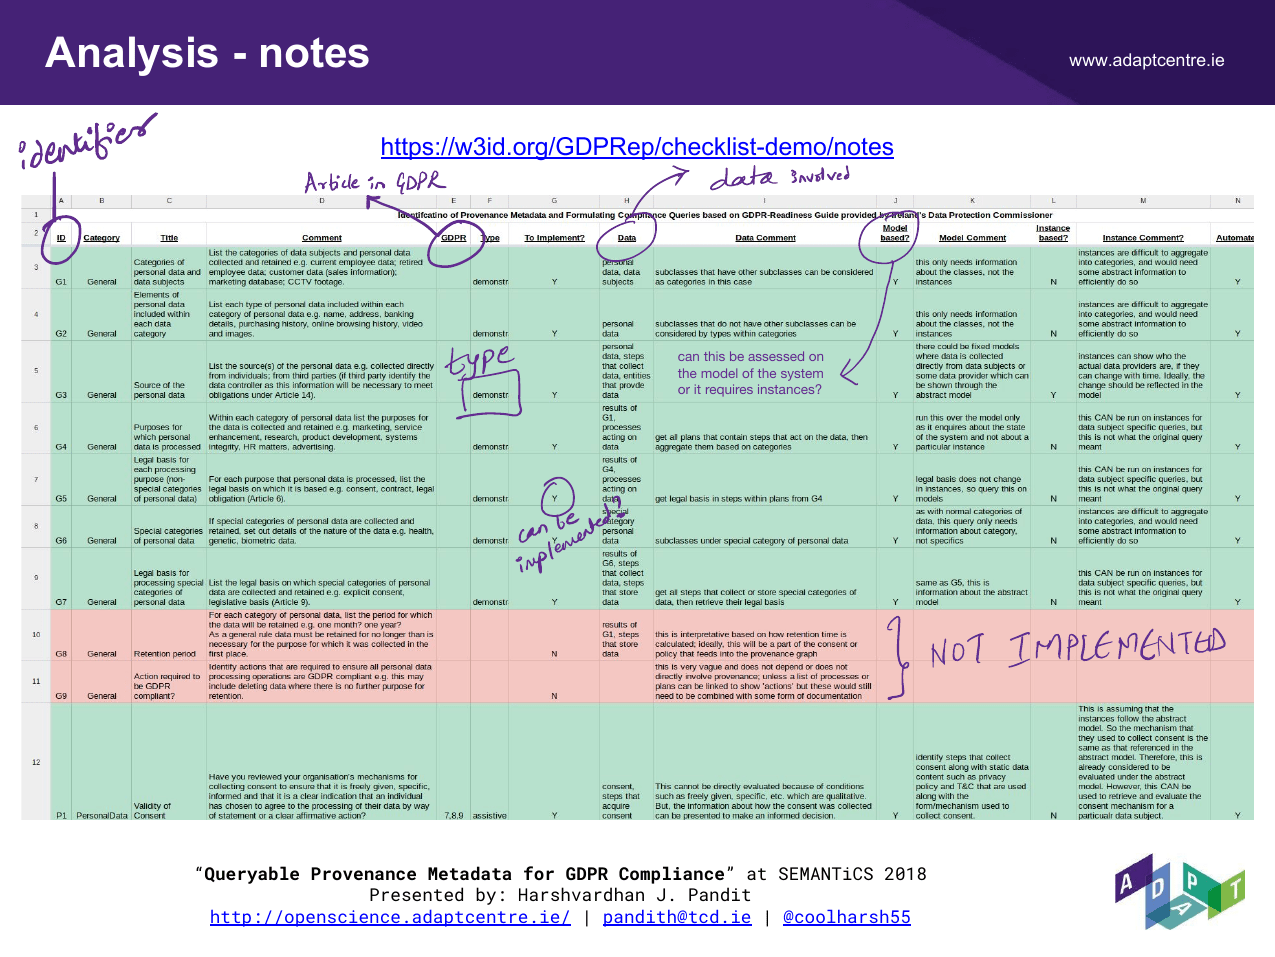 Analysis - notes
www.adaptcentre.ie
identifier
https://w3id.org/GDPRep/checklist-demo/notes
Article in GDPR
data involved
A B C D E F G H I J K L M N
1 Identifcatino of Provenance Metadata and Formulating Compliance Queries based on GDPR-Readiness Guide provided by Ireland's Data Protection Commissioner
2 ID Category Title Comment GDPR Type To Implement? Data Data Comment Model based? Model Comment Instance based? Instance Comment? Automate
3
G1
General
Categories of
personal data and
data subjects
List the categories of data subjects and personal data
collected and retained e.g. current employee data; retired
employee data; customer data (sales information);
marketing database; CCTV footage.
demonstr
Y
personal
data, data
subjects
subclasses that have other subclasses can be considered
as categories in this case
Y
this only needs information
about the classes, not the
instances
N
instances are difficult to aggregate
into categories, and would need
some abstract information to
efficiently do so
Y
4
G2
General
Elements of
personal data
included within
each data
category
List each type of personal data included within each
category of personal data e.g. name, address, banking
details, purchasing history, online browsing history, video
and images.
demonstr
Y
personal
data
subclasses that do not have other subclasses can be
considered by types within categories
Y
this only needs information
about the classes, not the
instances
N
instances are difficult to aggregate
into categories, and would need
some abstract information to
efficiently do so
Y
5
G3
General
Source of the
personal data
List the source(s) of the personal data e.g. collected directly
from individuals; from third parties (if third party identify the
data controller as this information will be necessary to meet
obligations under Article 14).
type
demonstr
Y
personal
data, steps
that collect
data, entities
that provde
data
can this be assessed on
the model of the system
or it requires instances?
Y
there could be fixed models
where data is collected
directly from data subjects or
some data provider which can
be shown through the
abstract model
Y
instances can show who the
actual data providers are, if they
can change with time. Ideally, the
change should be reflected in the
model
Y
6
G4
General
Purposes for
which personal
data is processed
Within each category of personal data list the purposes for
the data is collected and retained e.g. marketing, service
enhancement, research, product development, systems
integrity, HR matters, advertising.
demonstr
Y
results of
G1,
processes
acting on
data
get all plans that contain steps that act on the data, then
aggregate them based on categories
Y
run this over the model only
as it enquires about the state
of the system and not about a
particular instance
N
this CAN be run on instances for
data subject specific queries, but
this is not what the original query
meant
Y
7
G5
General
Legal basis for
each processing
purpose (non-
special categories
of personal data)
For each purpose that personal data is processed, list the
legal basis on which it is based e.g. consent, contract, legal
obligation (Article 6).
demonstr
Y
results of
G4,
processes
acting on
data
get legal basis in steps within plans from G4
Y
legal basis does not change
in instances, so query this on
models
N
this CAN be run on instances for
data subject specific queries, but
this is not what the original query
meant
Y
8
G6
General
Special categories
of personal data
If special categories of personal data are collected and
retained, set out details of the nature of the data e.g. health,
genetic, biometric data.
demonstr
Y
can be
implemented?
special
category
personal
data
subclasses under special category of personal data
Y
as with normal categories of
data, this query only needs
information about category,
not specifics
N
instances are difficult to aggregate
into categories, and would need
some abstract information to
efficiently do so
Y
9
G7
General
Legal basis for
processing special
categories of
personal data
List the legal basis on which special categories of personal
data are collected and retained e.g. explicit consent,
legislative basis (Article 9).
demonstr
Y
results of
G6, steps
that collect
data, steps
that store
data
get all steps that collect or store special categories of
data, then retrieve their legal basis
Y
same as G5, this is
information about the abstract
model
N
this CAN be run on instances for
data subject specific queries, but
this is not what the original query
meant
Y
10
G8
General
Retention period
For each category of personal data, list the period for which
the data will be retained e.g. one month? one year?
As a general rule data must be retained for no longer than is
necessary for the purpose for which it was collected in the
first place.
N
results of
G1, steps
that store
data
this is interpretative based on how retention time is
calculated; ideally, this will be a part of the consent or
policy that feeds into the provenance graph
NOT IMPLEMENTED
11
G9
General
Action required to
be GDPR
compliant?
Identify actions that are required to ensure all personal data
processing operations are GDPR compliant e.g. this may
include deleting data where there is no further purpose for
retention.
N
this is very vague and does not depend or does not
directly involve provenance; unless a list of processes or
plans can be linked to show 'actions' but these would still
need to be combined with some form of documentation
12
P1
PersonalData
Validity of
Consent
Have you reviewed your organisation's mechanisms for
collecting consent to ensure that it is freely given, specific,
informed and that it is a clear indication that an individual
has chosen to agree to the processing of their data by way
of statement or a clear affirmative action?
7,8,9
assistive
Y
consent,
steps that
acquire
consent
This cannot be directly evaluated because of conditions
such as freely given, specific, etc. which are qualitative.
But, the information about how the consent was collected
can be presented to make an informed decision.
Y
identify steps that collect
consent along with static data
content such as privacy
policy and T&C that are used
along with the
form/mechanism used to
collect consent.
N
This is assuming that the
instances follow the abstract
model. So the mechanism that
they used to collect consent is the
same as that referenced in the
abstract model. Therefore, this is
already considered to be
evaluated under the abstract
model. However, this CAN be
used to retrieve and evaluate the
consent mechanism for a
particualr data subject.
Y
“Queryable Provenance Metadata for GDPR Compliance” at SEMANTiCS 2018
Presented by: Harshvardhan J. Pandit
http://openscience.adaptcentre.ie/ | pandith@tcd.ie | @coolharsh55
ADAPT